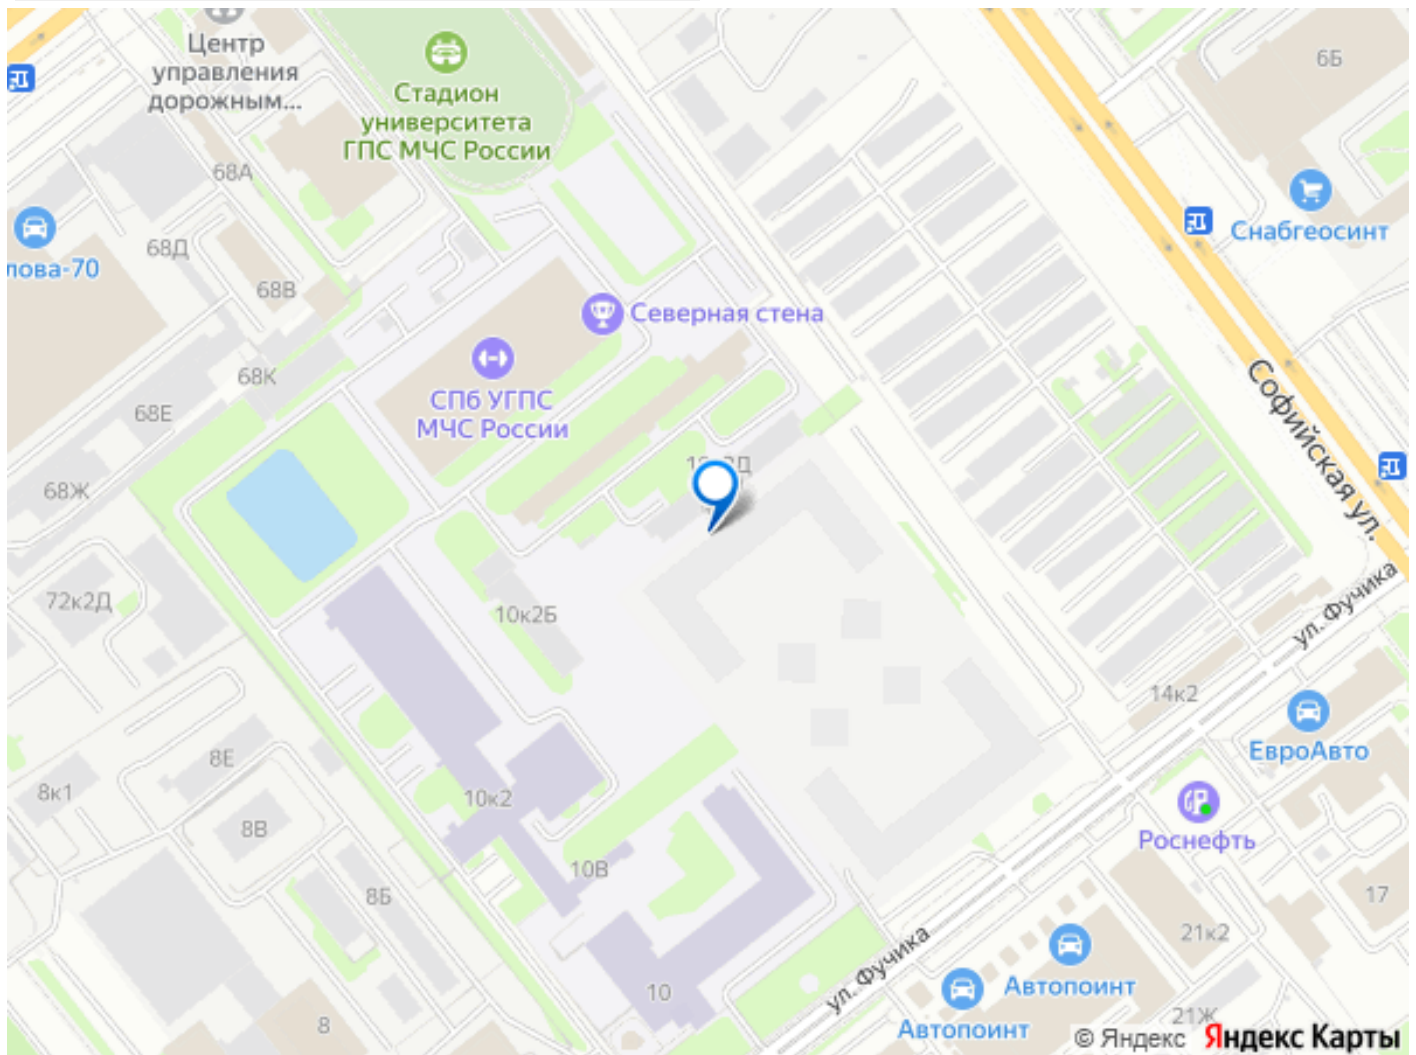 Центр
управления
дорожным...
Стадион
университета
ГПС МЧС России
6Б
68А
Снабгеосинт
68Д
лова-70
68В
Северная стена
68К
СПб УГПС
МЧС России
68Е
Софийская ул.
68Ж
72к2Д
10к2Б
ул. Фучика
14к2
ЕвроАвто
8Е
8к1
10к2
8В
Роснефть
10В
8Б
17
21к2
ул. Фучика
Автопоинт
10
Автопоинт
8
21Ж
© Яндекс Яндекс Карты